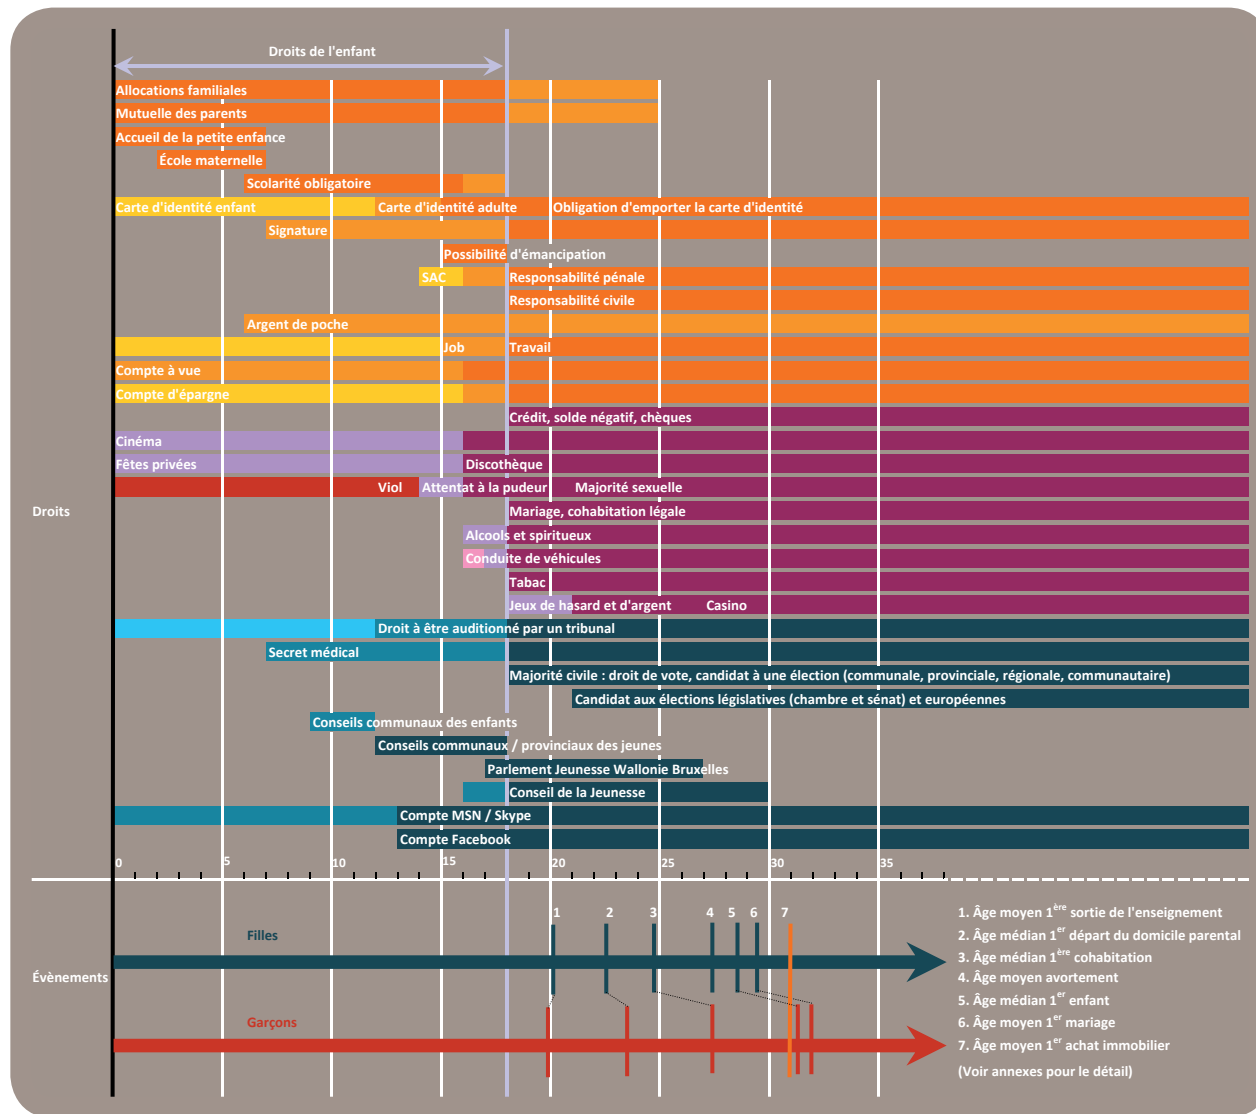 Droits de l'enfant
Allocations familiales
Mutuelle des parents
Accueil de la petite enfance
École maternelle
Scolarité obligatoire
Carte d'identité enfant Carte d'identité adulte Obligation d'emporter la carte d'identité
Signature
Possibilité d'émancipation
SAC Responsabilité pénale
Responsabilité civile
Argent de poche
Job Travail
Compte à vue
Compte d'épargne
Crédit, solde négatif, chèques
Cinéma
Fêtes privées Discothèque
Viol Attentat à la pudeur Majorité sexuelle
Droits
Mariage, cohabitation légale
Alcools et spiritueux
Conduite de véhicules
Tabac
Jeux de hasard et d'argent Casino
Droit à être auditionné par un tribunal
Secret médical
Majorité civile : droit de vote, candidat à une élection (communale, provinciale, régionale, communautaire)
Candidat aux élections législatives (chambre et sénat) et européennes
Conseils communaux des enfants
Conseils communaux / provinciaux des jeunes
Parlement Jeunesse Wallonie Bruxelles
Conseil de la Jeunesse
Compte MSN / Skype
Compte Facebook
0 5 10 15 20 25 30 35
1 2 3 4 5 6 7
Filles
Évènements
Garçons
1. Âge moyen 1ère sortie de l'enseignement
2. Âge médian 1er départ du domicile parental
3. Âge médian 1ère cohabitation
4. Âge moyen avortement
5. Âge médian 1er enfant
6. Âge moyen 1er mariage
7. Âge moyen 1er achat immobilier
(Voir annexes pour le détail)